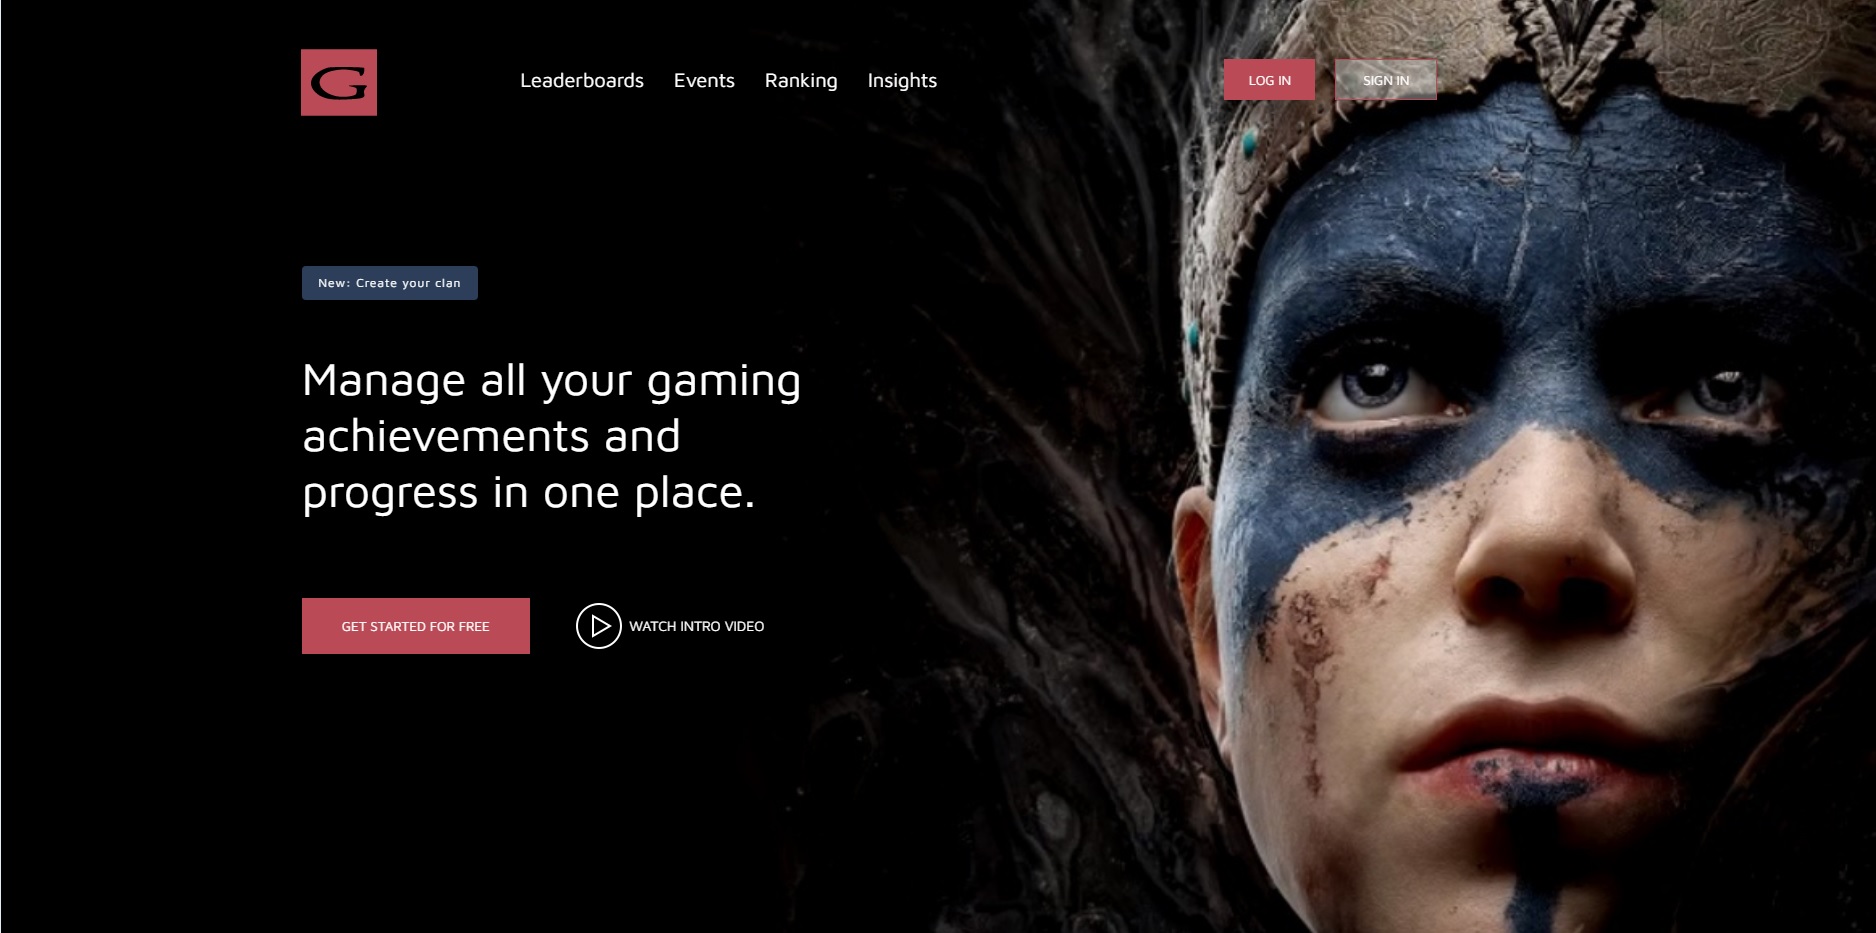 G
Leaderboards Events Ranking Insights LOG IN SIGN IN
New: Create your clan
Manage all your gaming
achievements and
progress in one place.
GET STARTED FOR FREE WATCH INTRO VIDEO